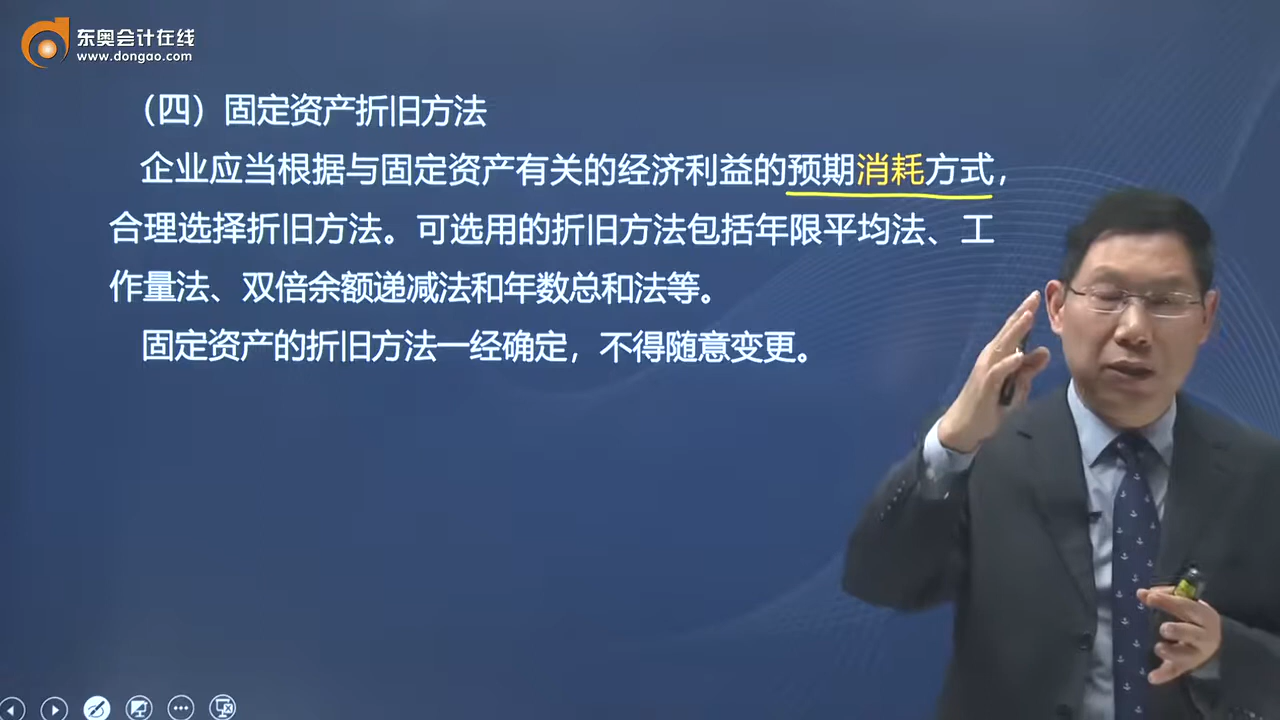 东奥会计在线
www.dongao.com
（四）固定资产折旧方法
企业应当根据与固定资产有关的经济利益的预期消耗方式，
合理选择折旧方法。可选用的折旧方法包括年限平均法、工
作量法、双倍余额递减法和年数总和法等。
固定资产的折旧方法一经确定，不得随意变更。